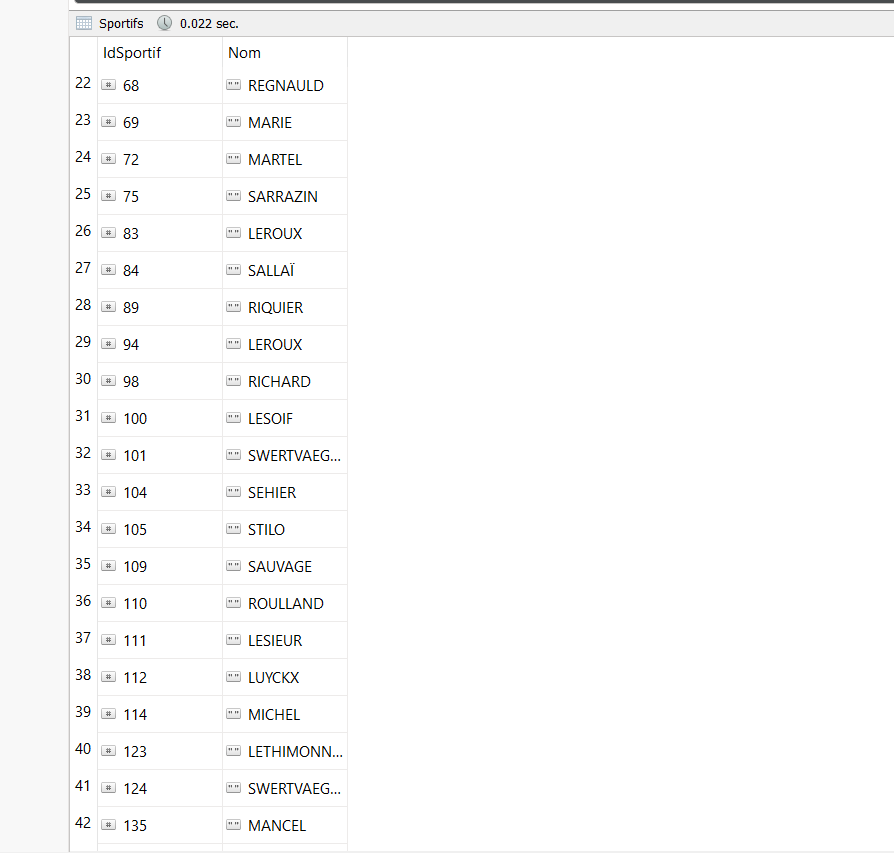 Sportifs 0.022 sec.
IdSportif Nom
22 # 68 "" REGNAULD
23 # 69 "" MARIE
24 # 72 "" MARTEL
25 # 75 "" SARRAZIN
26 # 83 "" LEROUX
27 # 84 "" SALLAÏ
28 # 89 "" RIQUIER
29 # 94 "" LEROUX
30 # 98 "" RICHARD
31 # 100 "" LESOIF
32 # 101 "" SWERTVAEG...
33 # 104 "" SEHIER
34 # 105 "" STILO
35 # 109 "" SAUVAGE
36 # 110 "" ROULLAND
37 # 111 "" LESIEUR
38 # 112 "" LUYCKX
39 # 114 "" MICHEL
40 # 123 "" LETHIMONN...
41 # 124 "" SWERTVAEG...
42 # 135 "" MANCEL